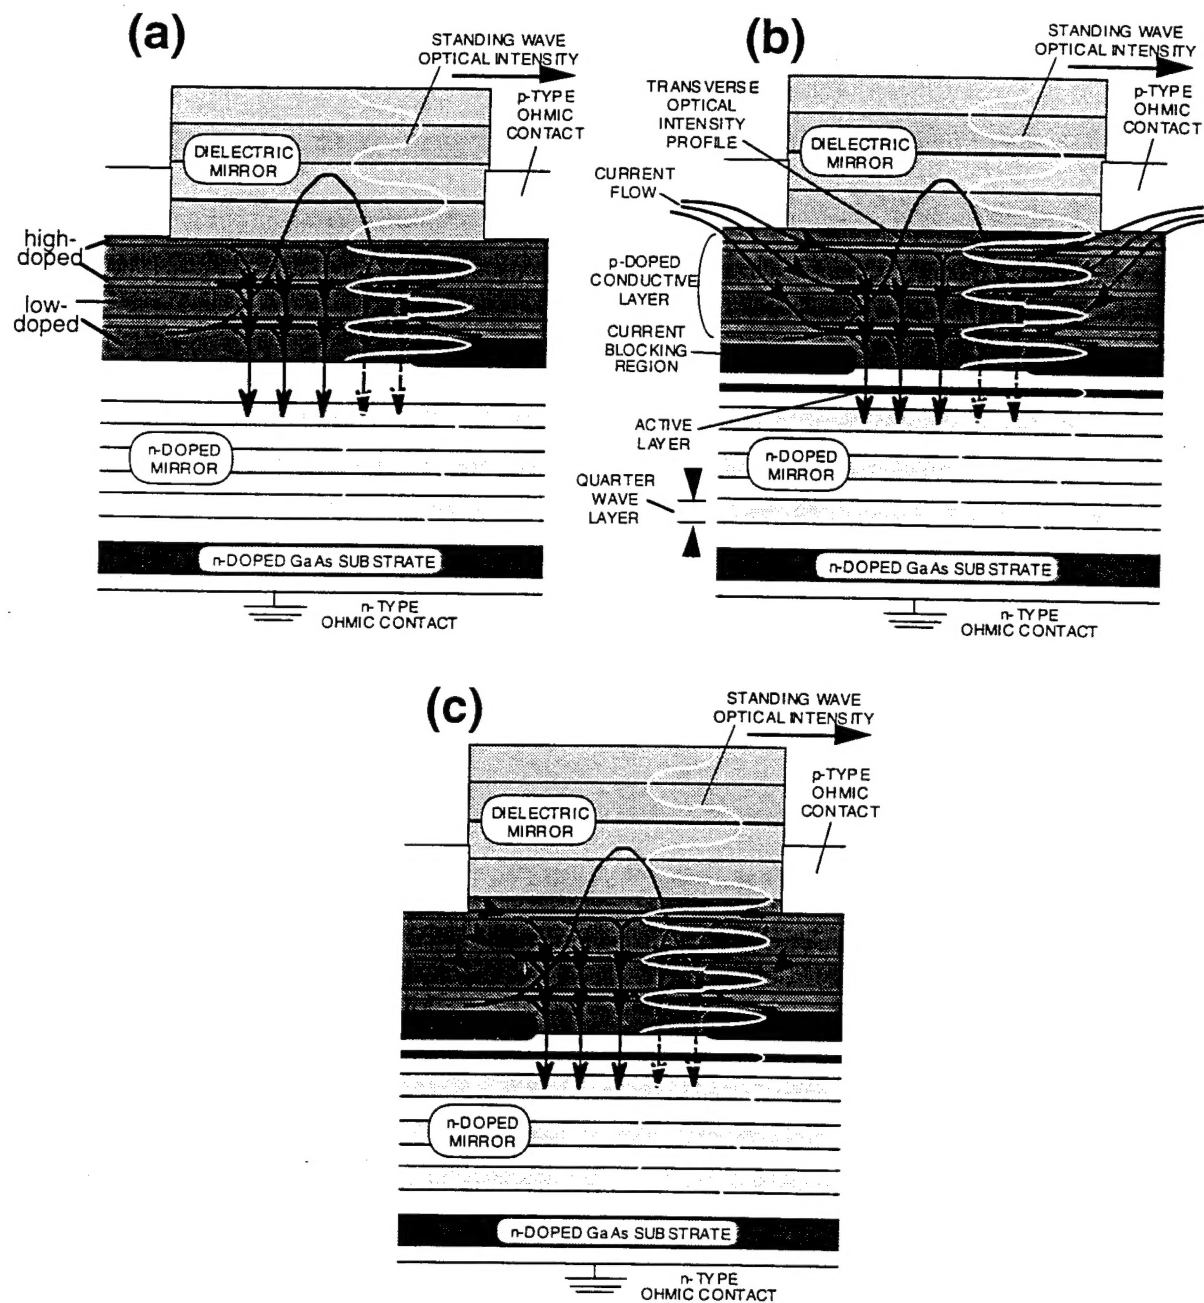 (a)
STANDING WAVE
OPTICAL INTENSITY
p-TYPE
OHMIC
CONTACT
DIELECTRIC
MIRROR
high-
doped
low-
doped
n-DOPED
MIRROR
n-DOPED GaAs SUBSTRATE
n-TYPE
OHMIC CONTACT
(b)
STANDING WAVE
OPTICAL INTENSITY
TRANSVERSE
OPTICAL
INTENSITY
PROFILE
p-TYPE
OHMIC
CONTACT
DIELECTRIC
MIRROR
CURRENT
FLOW
p-DOPED
CONDUCTIVE
LAYER
CURRENT
BLOCKING
REGION
ACTIVE
LAYER
n-DOPED
MIRROR
QUARTER
WAVE
LAYER
n-DOPED GaAs SUBSTRATE
n-TYPE
OHMIC CONTACT
(c)
STANDING WAVE
OPTICAL INTENSITY
p-TYPE
OHMIC
CONTACT
DIELECTRIC
MIRROR
n-DOPED
MIRROR
n-DOPED GaAs SUBSTRATE
n-TYPE
OHMIC CONTACT